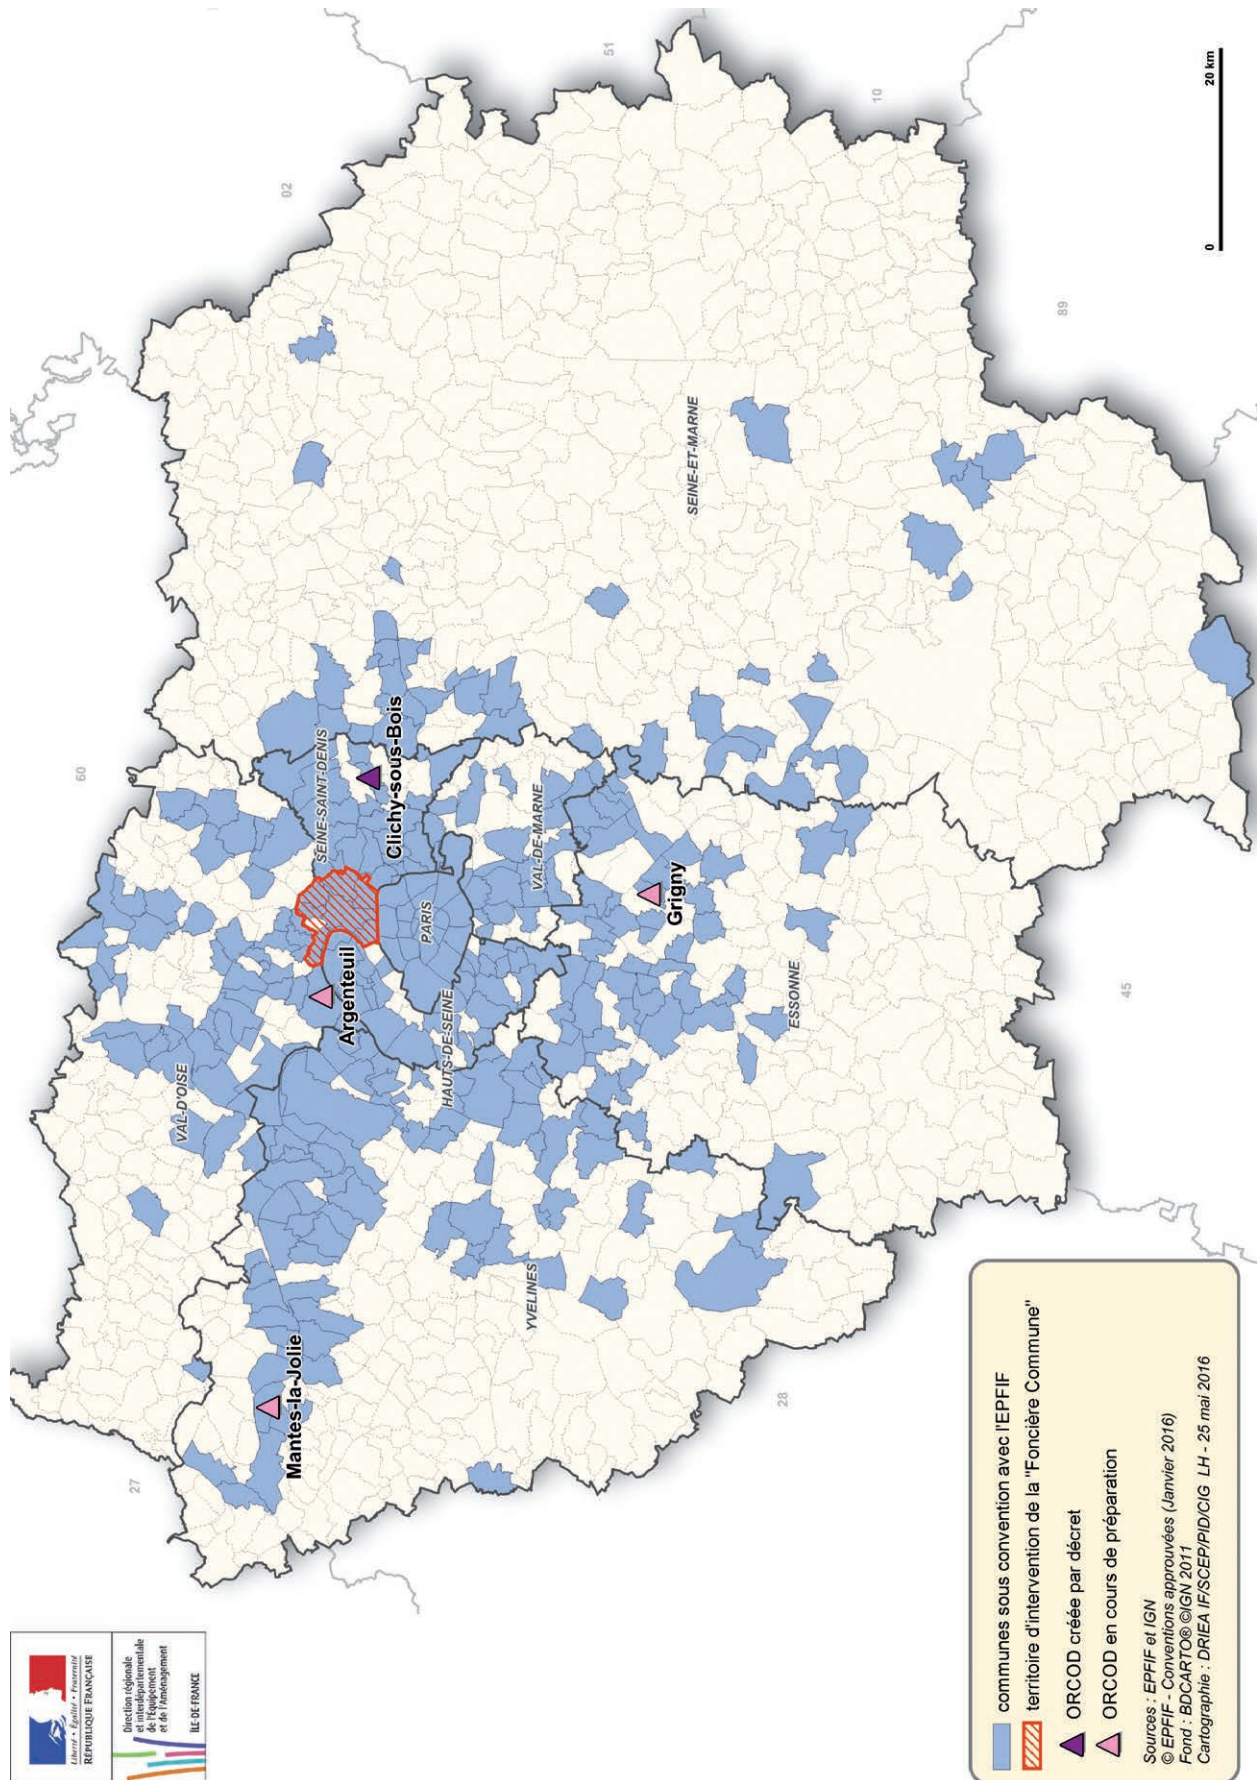 Liberté • Égalité • Fraternité
RÉPUBLIQUE FRANÇAISE
Direction régionale
et interdépartementale
de l'Équipement
et de l'Aménagement
ÎLE-DE-FRANCE
27
60
02
51
10
89
45
28
VAL-D'OISE
SEINE-SAINT-DENIS
Mantes-la-Jolie
Argenteuil
Clichy-sous-Bois
PARIS
HAUTS-DE-SEINE
VAL-DE-MARNE
YVELINES
Grigny
SEINE-ET-MARNE
ESSONNE
communes sous convention avec l'EPFIF
territoire d'intervention de la "Foncière Commune"
ORCOD créée par décret
ORCOD en cours de préparation
Sources : EPFIF et IGN
© EPFIF - Conventions approuvées (Janvier 2016)
Fond : BDCARTO® ©IGN 2011
Cartographie : DRIEA IF/SCEP/PID/CIG LH - 25 mai 2016
0 20 km